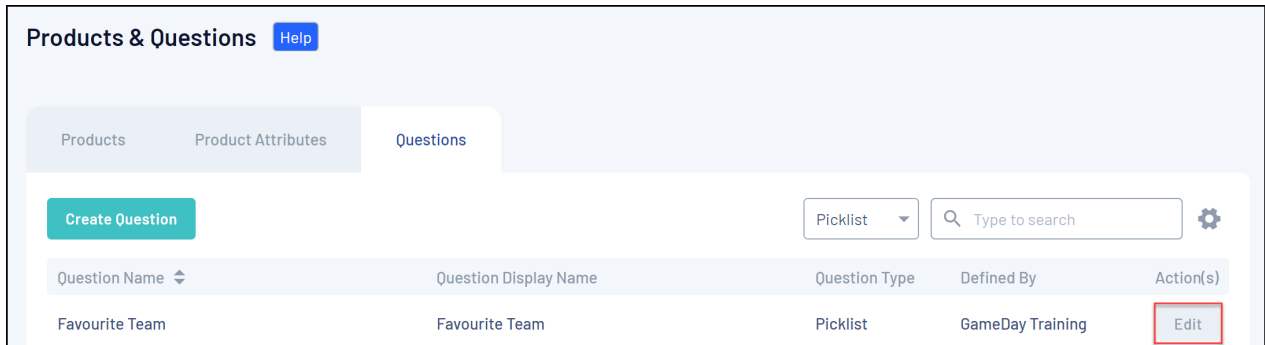 Products & Questions Help
Products Product Attributes Questions
Create Question Picklist Type to search
Question Name Question Display Name Question Type Defined By Action(s)
Favourite Team Favourite Team Picklist GameDay Training Edit